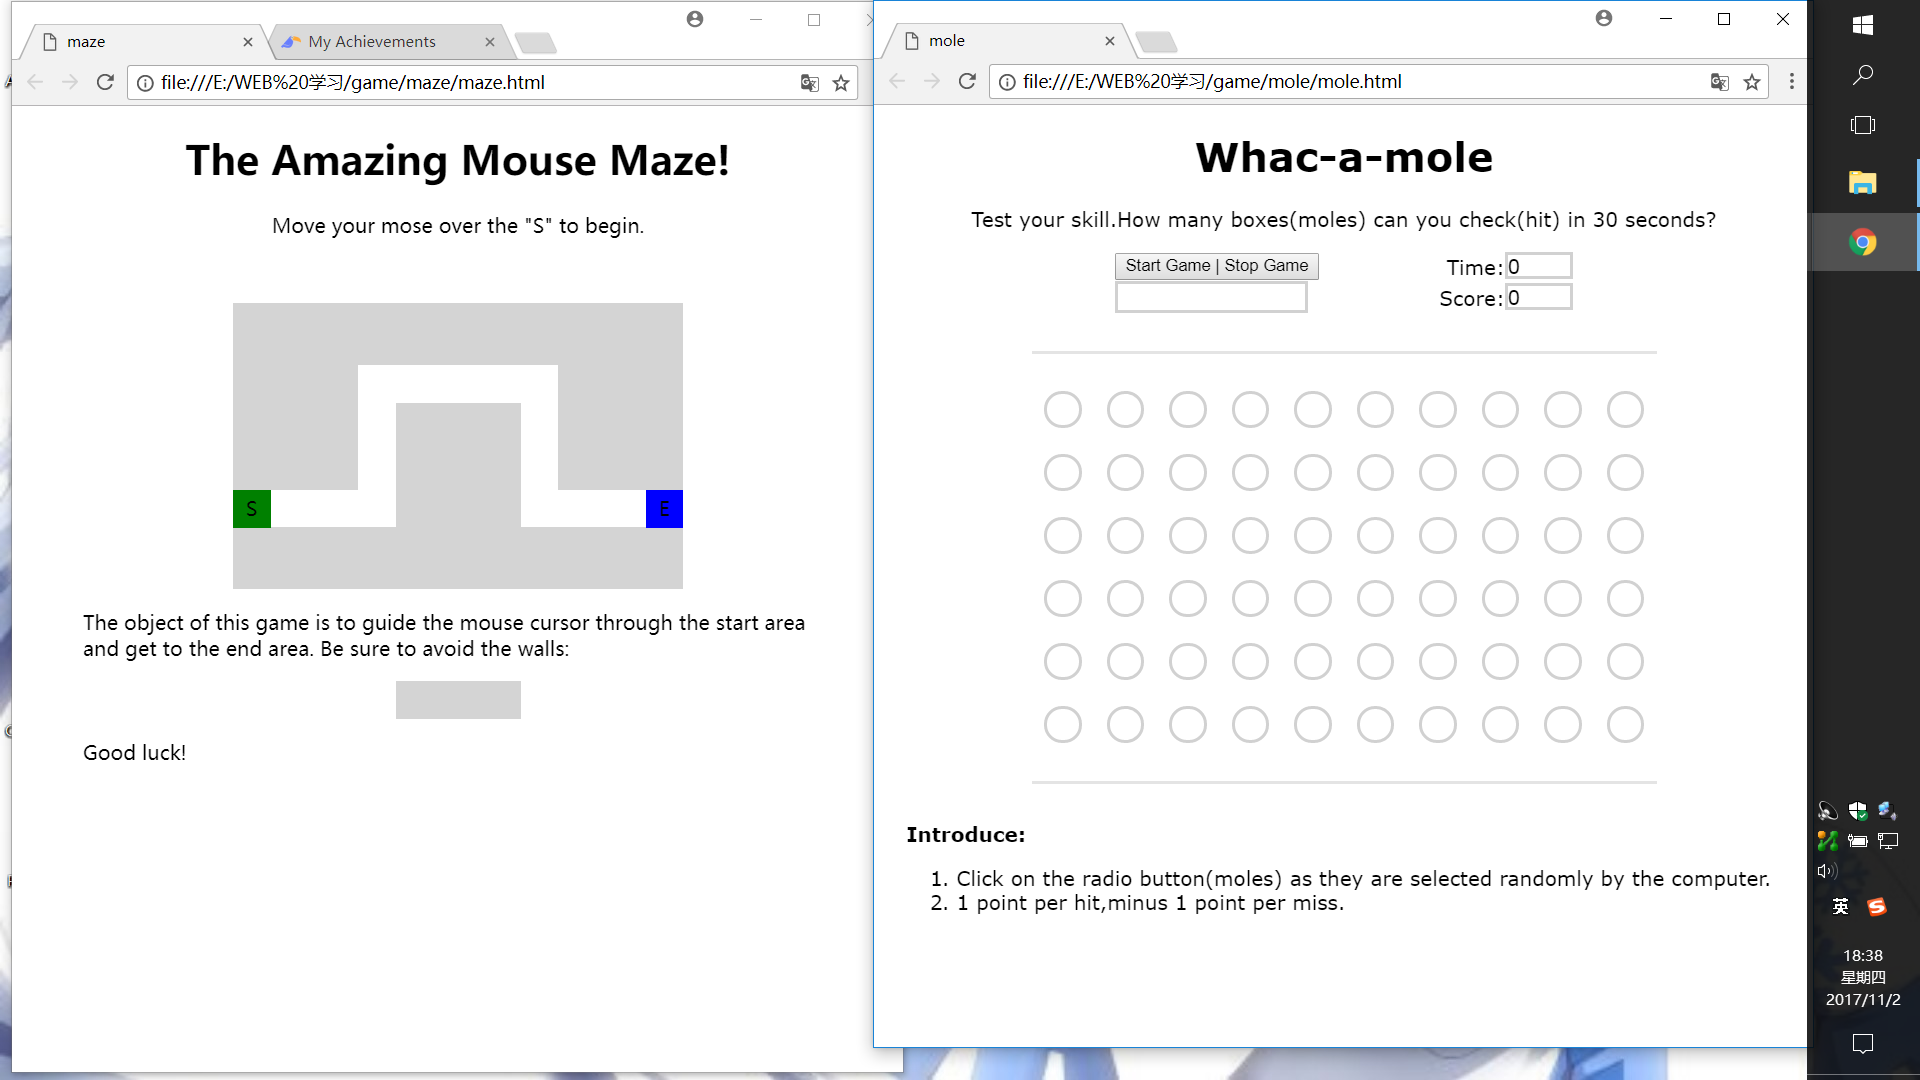 maze
My Achievements
file:///E:/WEB%20学习/game/maze/maze.html
The Amazing Mouse Maze!
Move your mose over the "S" to begin.
S
E
The object of this game is to guide the mouse cursor through the start area
and get to the end area. Be sure to avoid the walls:
Good luck!
mole
file:///E:/WEB%20学习/game/mole/mole.html
Whac-a-mole
Test your skill.How many boxes(moles) can you check(hit) in 30 seconds?
Start Game | Stop Game
Time: 0
Score: 0
Introduce:
1. Click on the radio button(moles) as they are selected randomly by the computer.
2. 1 point per hit,minus 1 point per miss.
英
18:38
星期四
2017/11/2